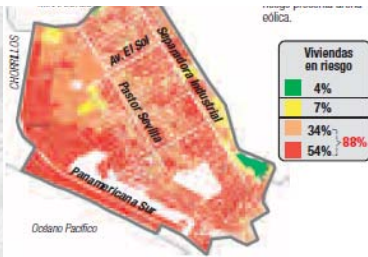 eólica.
CHORRILLOS
Av. El Sol
Separadora Industrial
Pastor Sevilla
Panamericana Sur
Océano Pacífico
Viviendas
en riesgo
4%
7%
34%
54%
88%